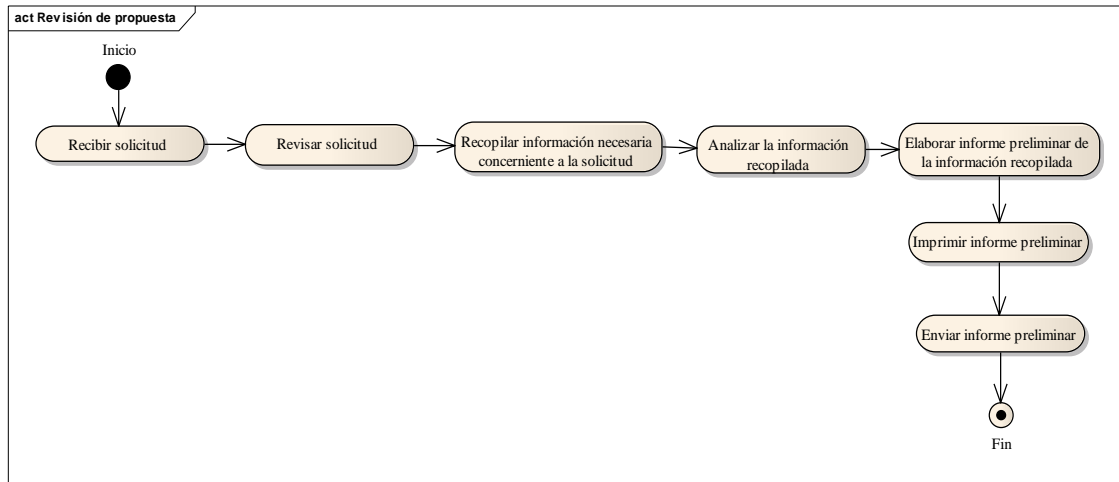 act Revisión de propuesta
Inicio
Recibir solicitud
Revisar solicitud
Recopilar información necesaria
concerniente a la solicitud
Analizar la información
recopilada
Elaborar informe preliminar de
la información recopilada
Imprimir informe preliminar
Enviar informe preliminar
Fin